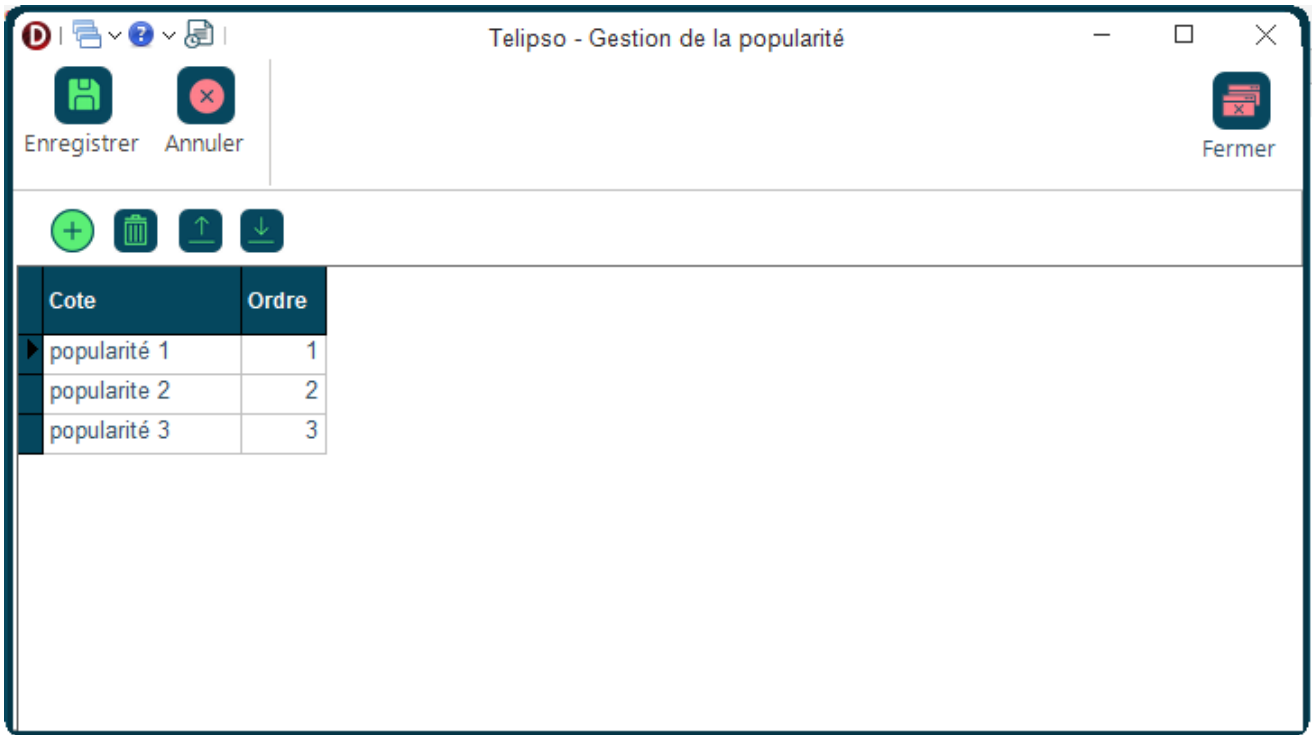 Telipso - Gestion de la popularité
Enregistrer Annuler
Fermer
Cote Ordre
popularité 1 1
popularite 2 2
popularité 3 3